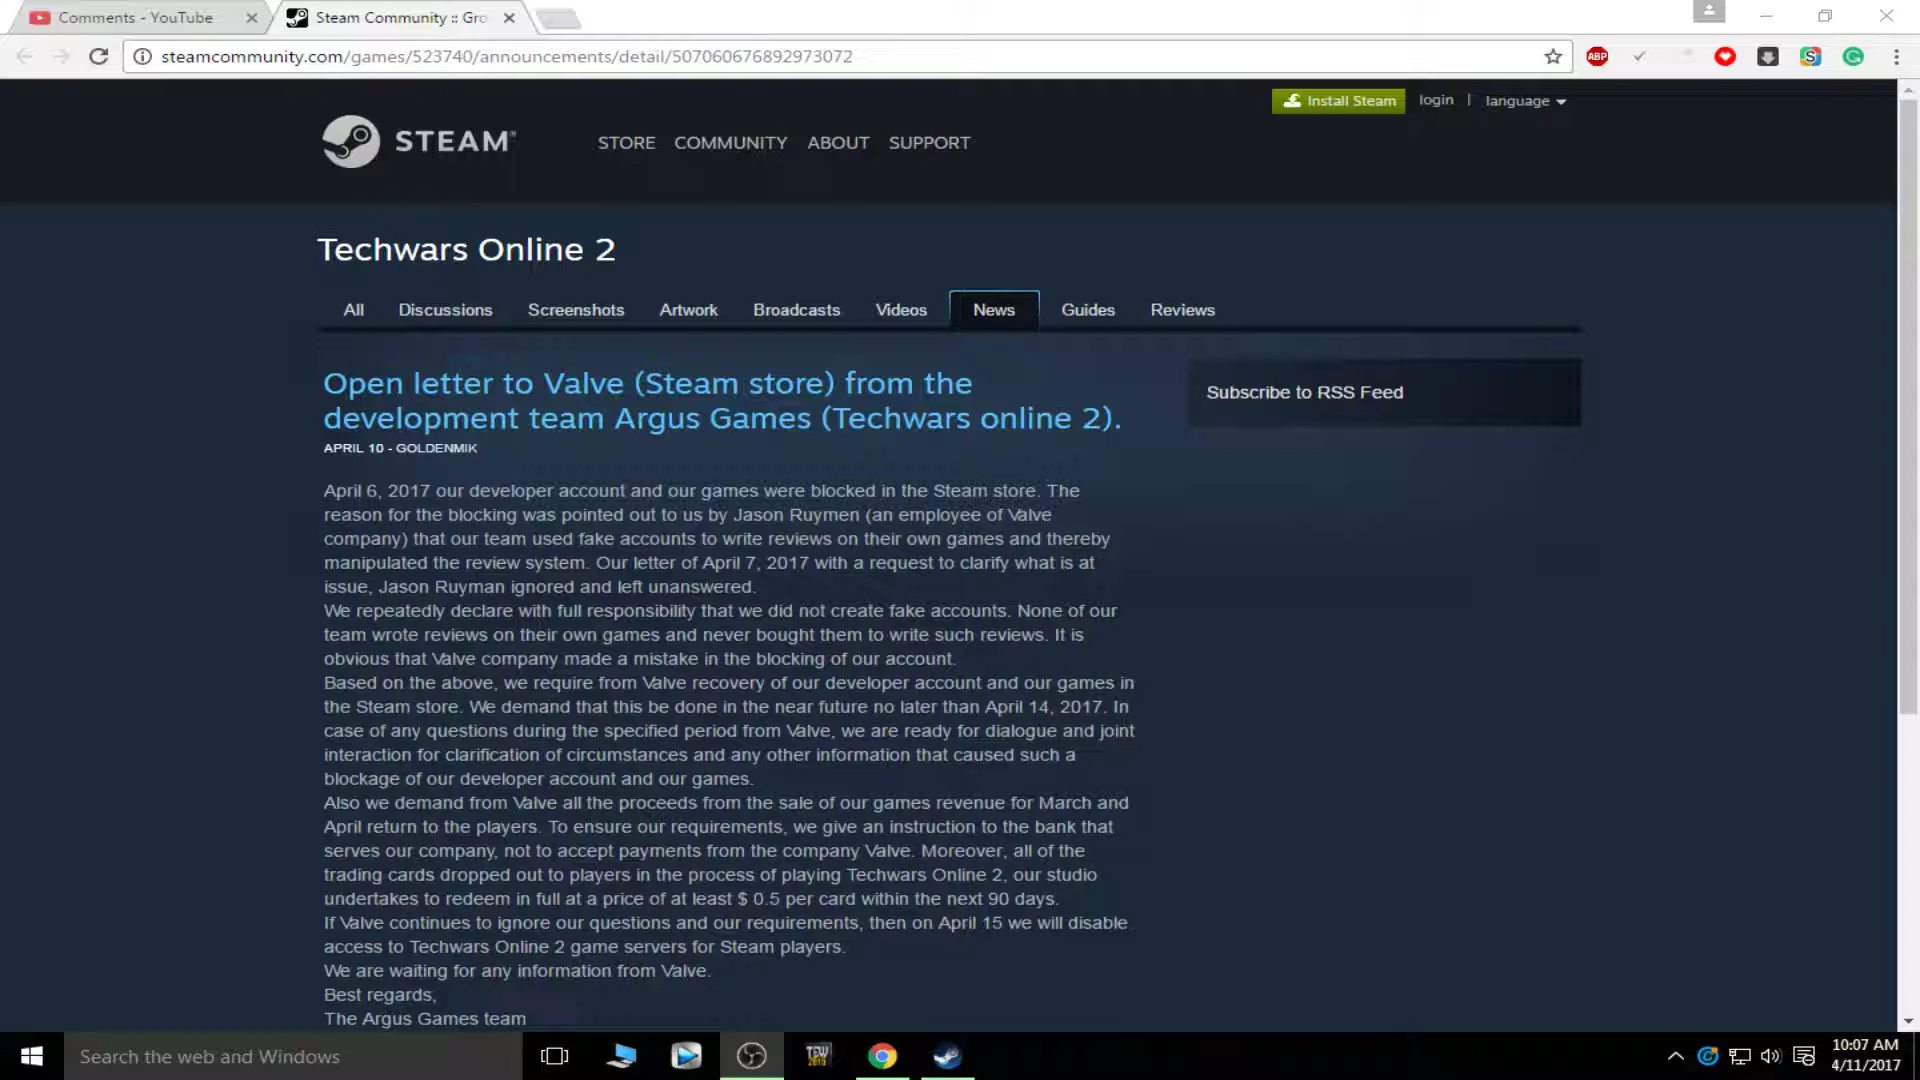 Comments - YouTube
Steam Community :: Gro
steamcommunity.com/games/523740/announcements/detail/507060676892973072
ABP
Install Steam
login
|
language
STEAM®
STORE COMMUNITY ABOUT SUPPORT
Techwars Online 2
All Discussions Screenshots Artwork Broadcasts Videos News Guides Reviews
Open letter to Valve (Steam store) from the
development team Argus Games (Techwars online 2).
APRIL 10 - GOLDENMIK
Subscribe to RSS Feed
April 6, 2017 our developer account and our games were blocked in the Steam store. The
reason for the blocking was pointed out to us by Jason Ruymen (an employee of Valve
company) that our team used fake accounts to write reviews on their own games and thereby
manipulated the review system. Our letter of April 7, 2017 with a request to clarify what is at
issue, Jason Ruyman ignored and left unanswered.
We repeatedly declare with full responsibility that we did not create fake accounts. None of our
team wrote reviews on their own games and never bought them to write such reviews. It is
obvious that Valve company made a mistake in the blocking of our account.
Based on the above, we require from Valve recovery of our developer account and our games in
the Steam store. We demand that this be done in the near future no later than April 14, 2017. In
case of any questions during the specified period from Valve, we are ready for dialogue and joint
interaction for clarification of circumstances and any other information that caused such a
blockage of our developer account and our games.
Also we demand from Valve all the proceeds from the sale of our games revenue for March and
April return to the players. To ensure our requirements, we give an instruction to the bank that
serves our company, not to accept payments from the company Valve. Moreover, all of the
trading cards dropped out to players in the process of playing Techwars Online 2, our studio
undertakes to redeem in full at a price of at least $ 0.5 per card within the next 90 days.
If Valve continues to ignore our questions and our requirements, then on April 15 we will disable
access to Techwars Online 2 game servers for Steam players.
We are waiting for any information from Valve.
Best regards,
The Argus Games team
Search the web and Windows
TEW
10:07 AM
4/11/2017